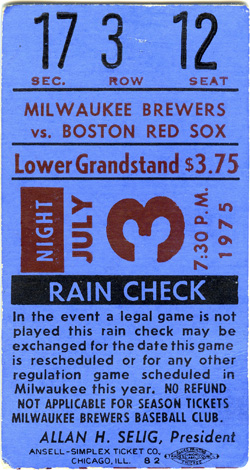 17 3 12
SEC. ROW SEAT
MILWAUKEE BREWERS
vs. BOSTON RED SOX
Lower Grandstand $3.75
NIGHT
JULY
3
7:30 P.M.
1975
RAIN CHECK
In the event a legal game is not
played this rain check may be
exchanged for the date this game
is rescheduled or for any other
regulation game scheduled in
Milwaukee this year. NO REFUND
NOT APPLICABLE FOR SEASON TICKETS
MILWAUKEE BREWERS BASEBALL CLUB.
ALLAN H. SELIG, President
ANSELL-SIMPLEX TICKET CO.
CHICAGO, ILL. 82